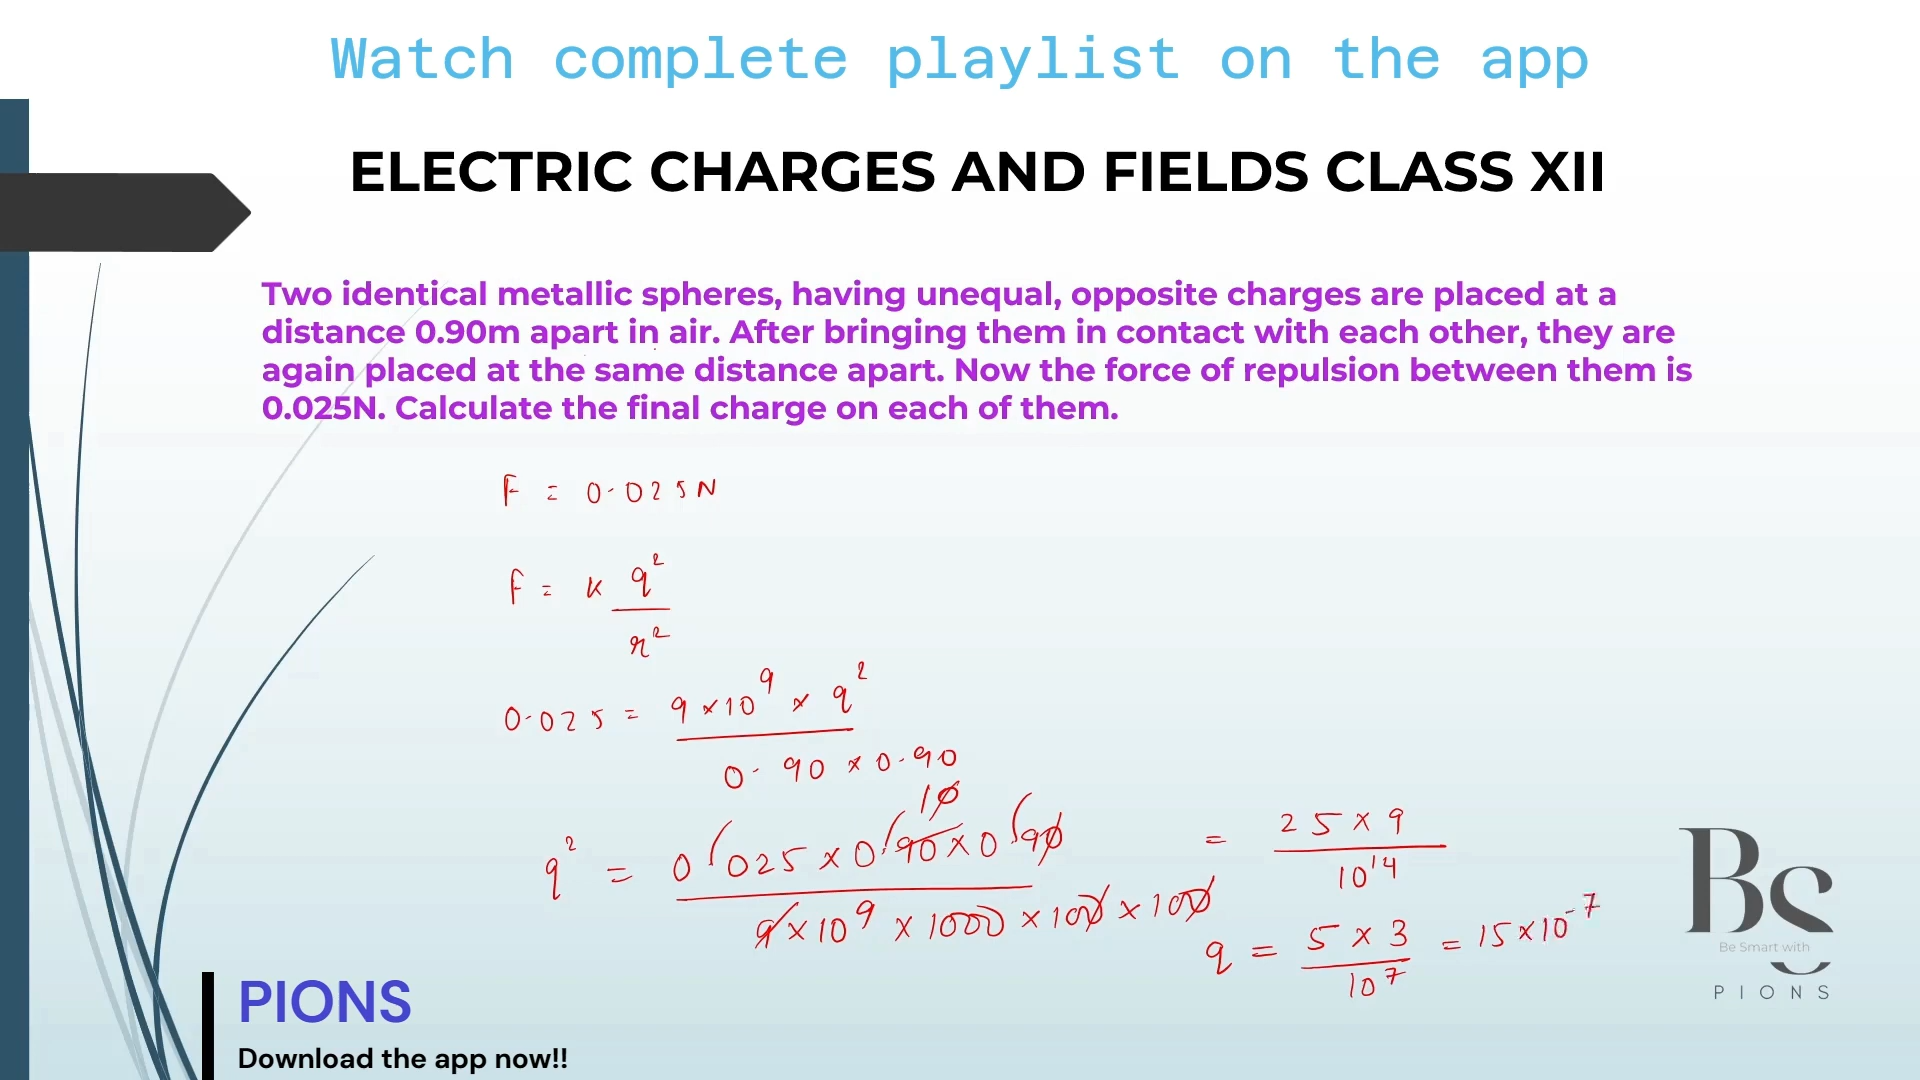 Watch complete playlist on the app
ELECTRIC CHARGES AND FIELDS CLASS XII
Two identical metallic spheres, having unequal, opposite charges are placed at a
distance 0.90m apart in air. After bringing them in contact with each other, they are
again placed at the same distance apart. Now the force of repulsion between them is
0.025N. Calculate the final charge on each of them.
F = 0.025N
F = K q²
r²
0.025 = 9×10⁹ × q²
0.90 × 0.90
10
q² = 0.025 × 0.90 × 0.90
9×10⁹ × 1000 × 100 × 100
= 25 × 9
10¹⁴
q = 5 × 3 = 15×10⁻⁷
10⁷
Bs
Be Smart with
PIONS
PIONS
Download the app now!!